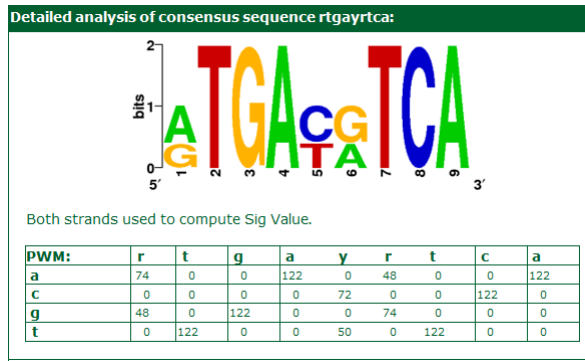 Detailed analysis of consensus sequence rtgayrtca:
2
bits
1
0
A
G
T
G
A
C
T
G
A
T
C
A
5′ 1 2 3 4 5 6 7 8 9 3′
Both strands used to compute Sig Value.
PWM: r t g a y r t c a
a 74 0 0 122 0 48 0 0 122
c 0 0 0 0 72 0 0 122 0
g 48 0 122 0 0 74 0 0 0
t 0 122 0 0 50 0 122 0 0